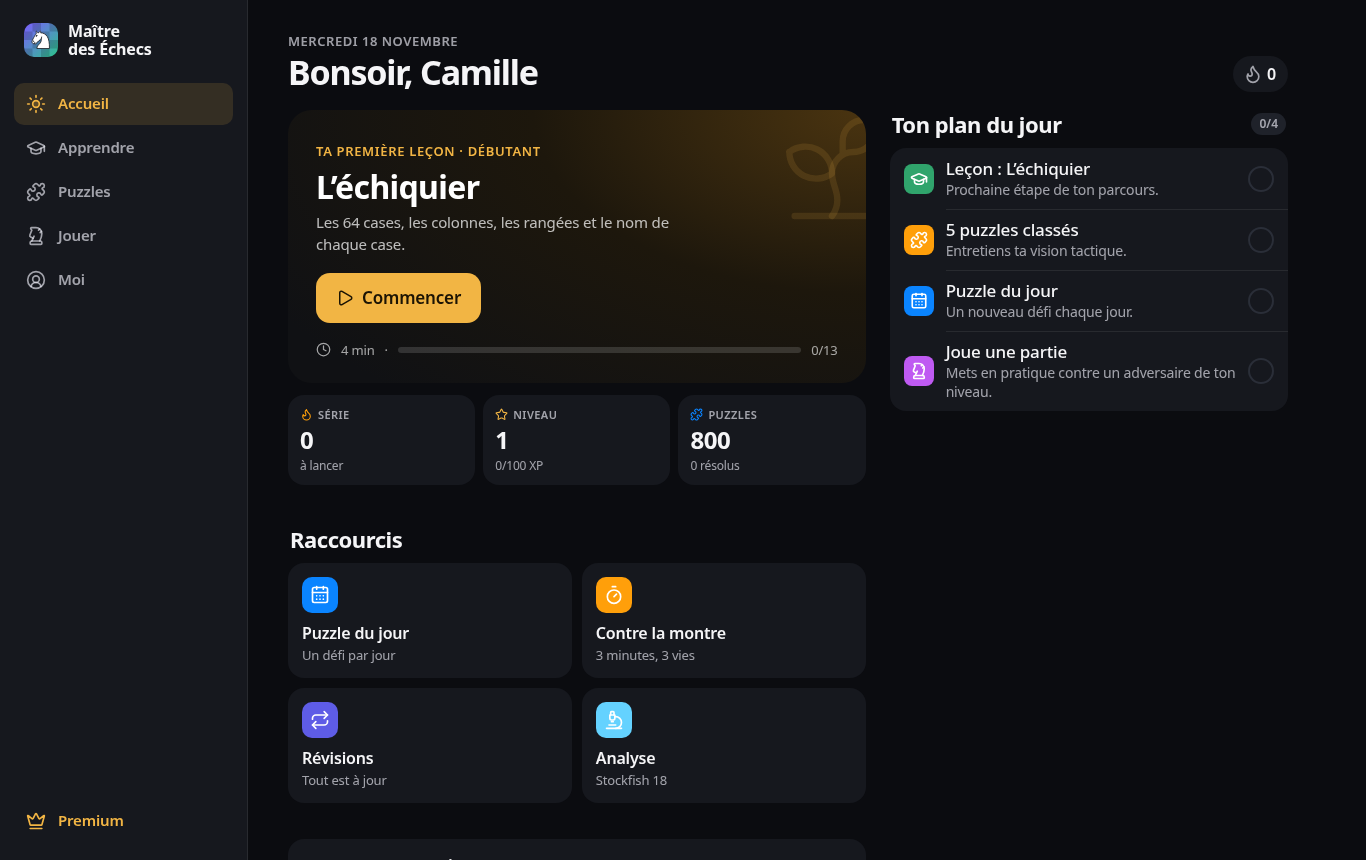 Maître
des Échecs
Accueil
Apprendre
Puzzles
Jouer
Moi
Premium
MERCREDI 18 NOVEMBRE
Bonsoir, Camille
0
TA PREMIÈRE LEÇON · DÉBUTANT
L’échiquier
Les 64 cases, les colonnes, les rangées et le nom de
chaque case.
Commencer
4 min ·
0/13
SÉRIE
0
à lancer
NIVEAU
1
0/100 XP
PUZZLES
800
0 résolus
Raccourcis
Puzzle du jour
Un défi par jour
Contre la montre
3 minutes, 3 vies
Révisions
Tout est à jour
Analyse
Stockfish 18
Ton plan du jour
0/4
Leçon : L’échiquier
Prochaine étape de ton parcours.
5 puzzles classés
Entretiens ta vision tactique.
Puzzle du jour
Un nouveau défi chaque jour.
Joue une partie
Mets en pratique contre un adversaire de ton
niveau.